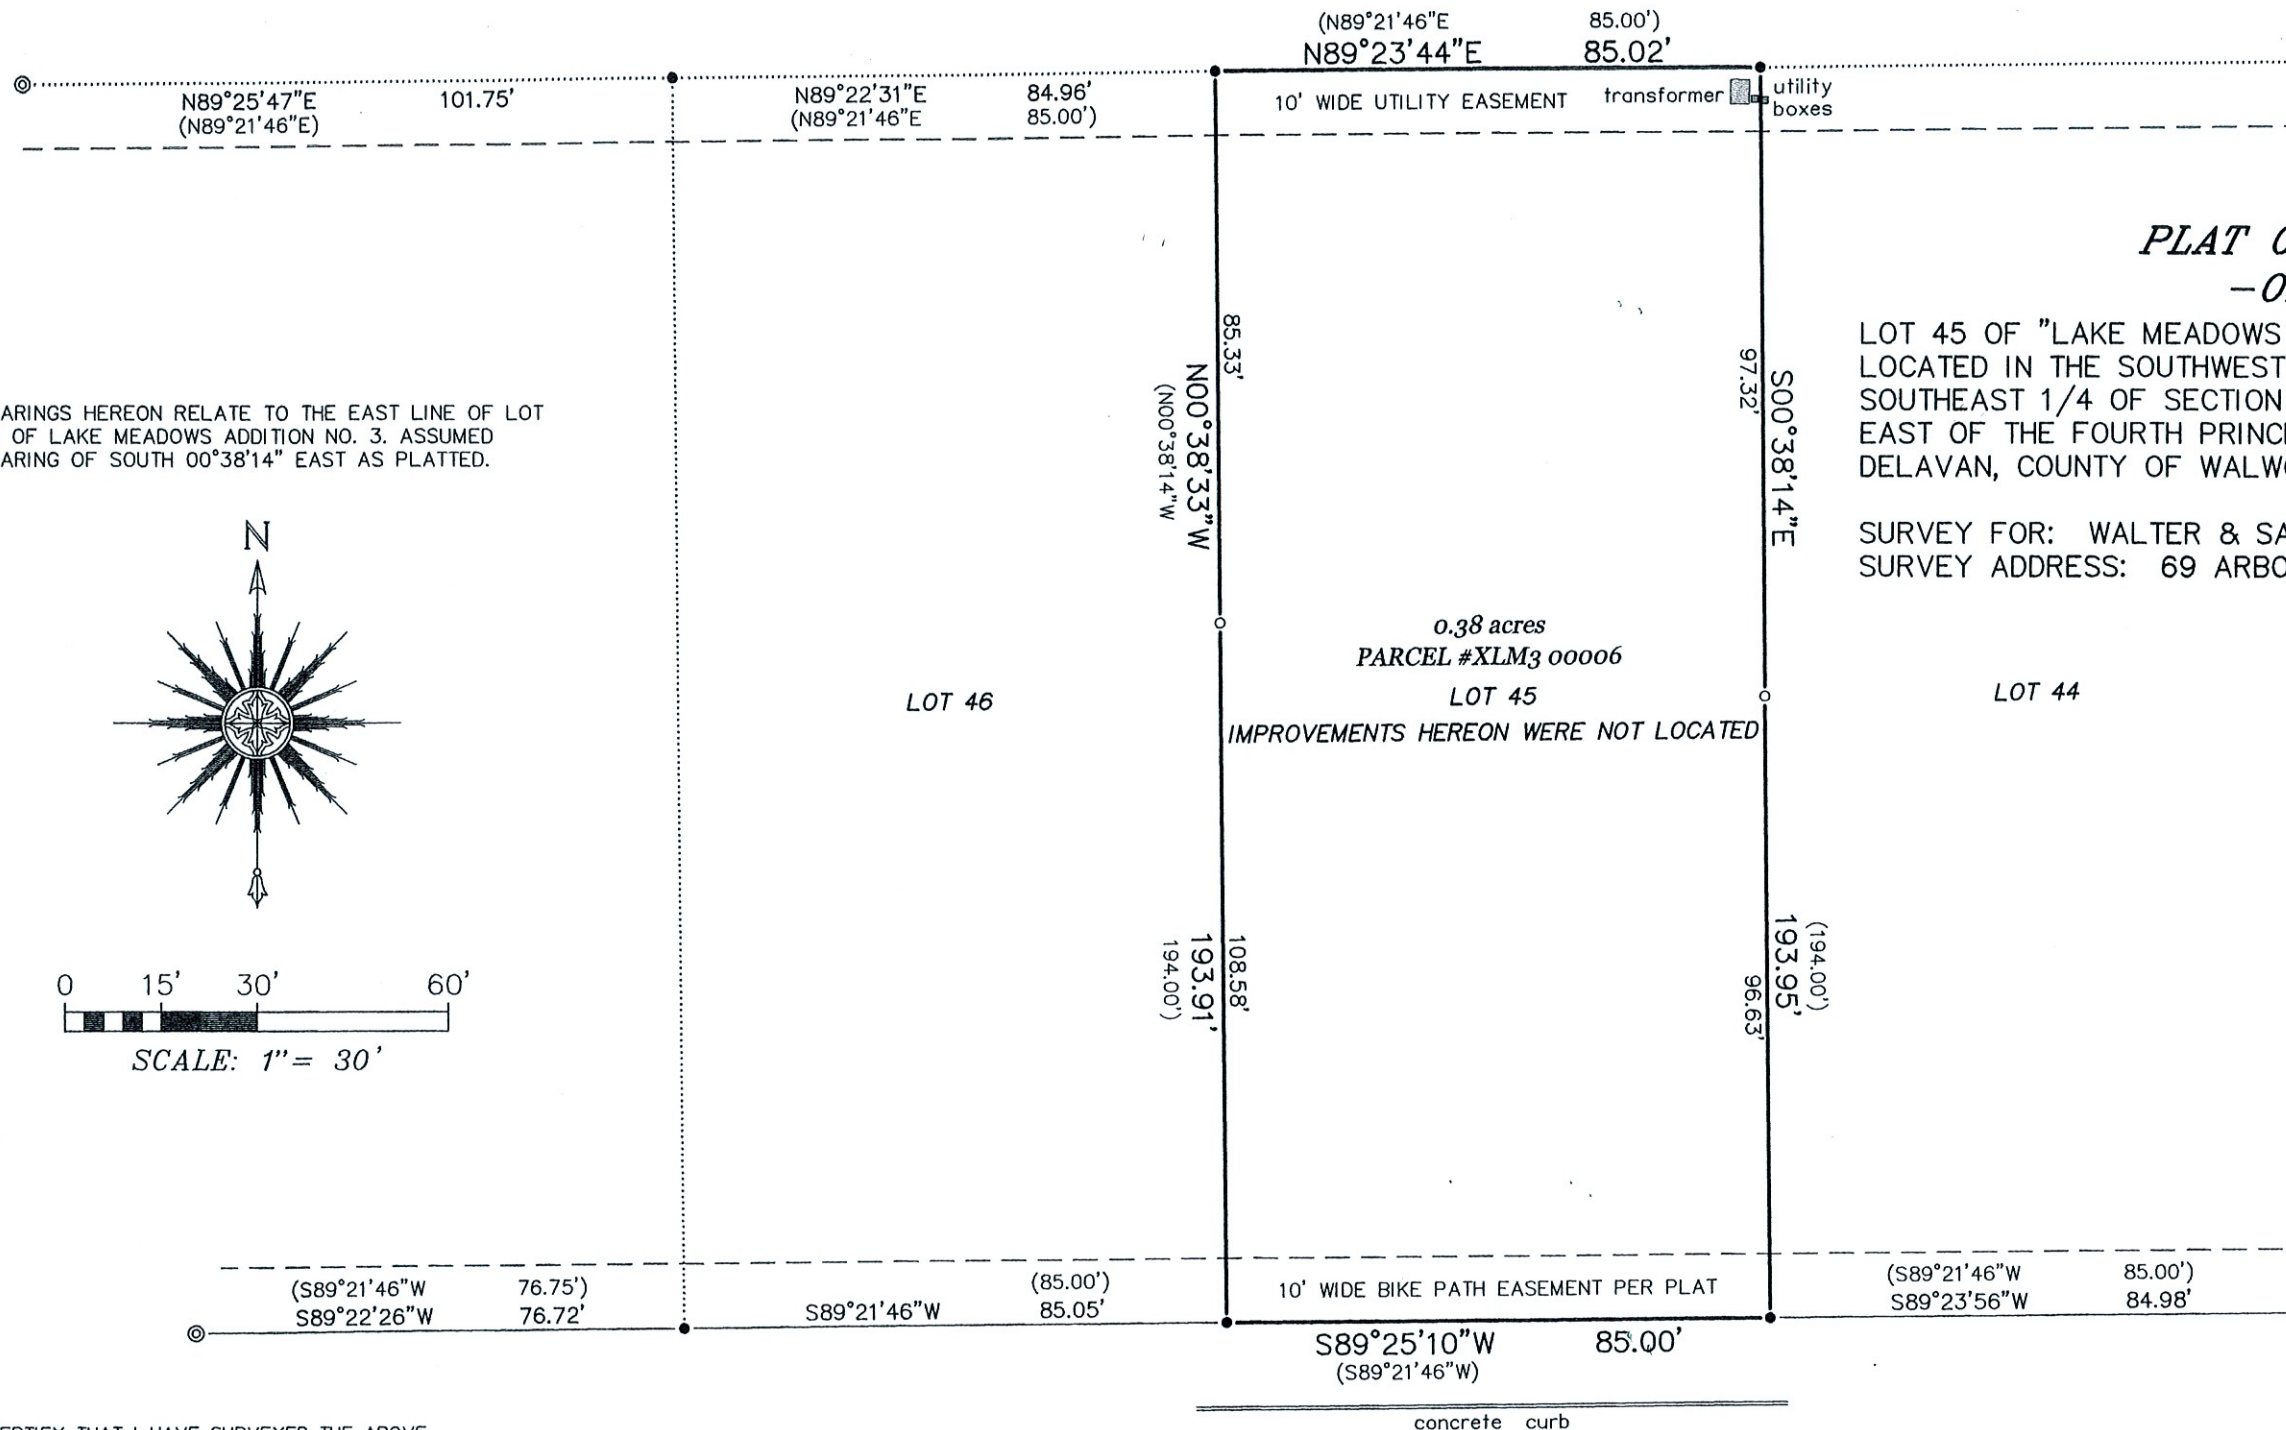 (N89°21'46"E 85.00')
N89°23'44"E 85.02'
N89°25'47"E 101.75'
(N89°21'46"E)
N89°22'31"E 84.96'
(N89°21'46"E 85.00')
10' WIDE UTILITY EASEMENT
transformer
utility
boxes
PLAT
LOT 45 OF "LAKE MEADOWS
LOCATED IN THE SOUTHWEST
SOUTHEAST 1/4 OF SECTION
EAST OF THE FOURTH PRINCI
DELAVAN, COUNTY OF WALW
SURVEY FOR: WALTER & SA
SURVEY ADDRESS: 69 ARBO
85.33'
N00°38'33"W
(N00°38'14"W
97.32'
S00°38'14"E
ARINGS HEREON RELATE TO THE EAST LINE OF LOT
OF LAKE MEADOWS ADDITION NO. 3. ASSUMED
ARING OF SOUTH 00°38'14" EAST AS PLATTED.
N
0.38 acres
PARCEL #XLM3 00006
LOT 46
LOT 45
LOT 44
IMPROVEMENTS HEREON WERE NOT LOCATED
108.58'
193.91'
194.00')
(194.00')
193.95'
96.63'
0 15' 30' 60'
SCALE: 1"= 30'
(S89°21'46"W 76.75')
S89°22'26"W 76.72'
(85.00')
S89°21'46"W 85.05'
10' WIDE BIKE PATH EASEMENT PER PLAT
(S89°21'46"W 85.00')
S89°23'56"W 84.98'
S89°25'10"W 85.00'
(S89°21'46"W)
concrete curb